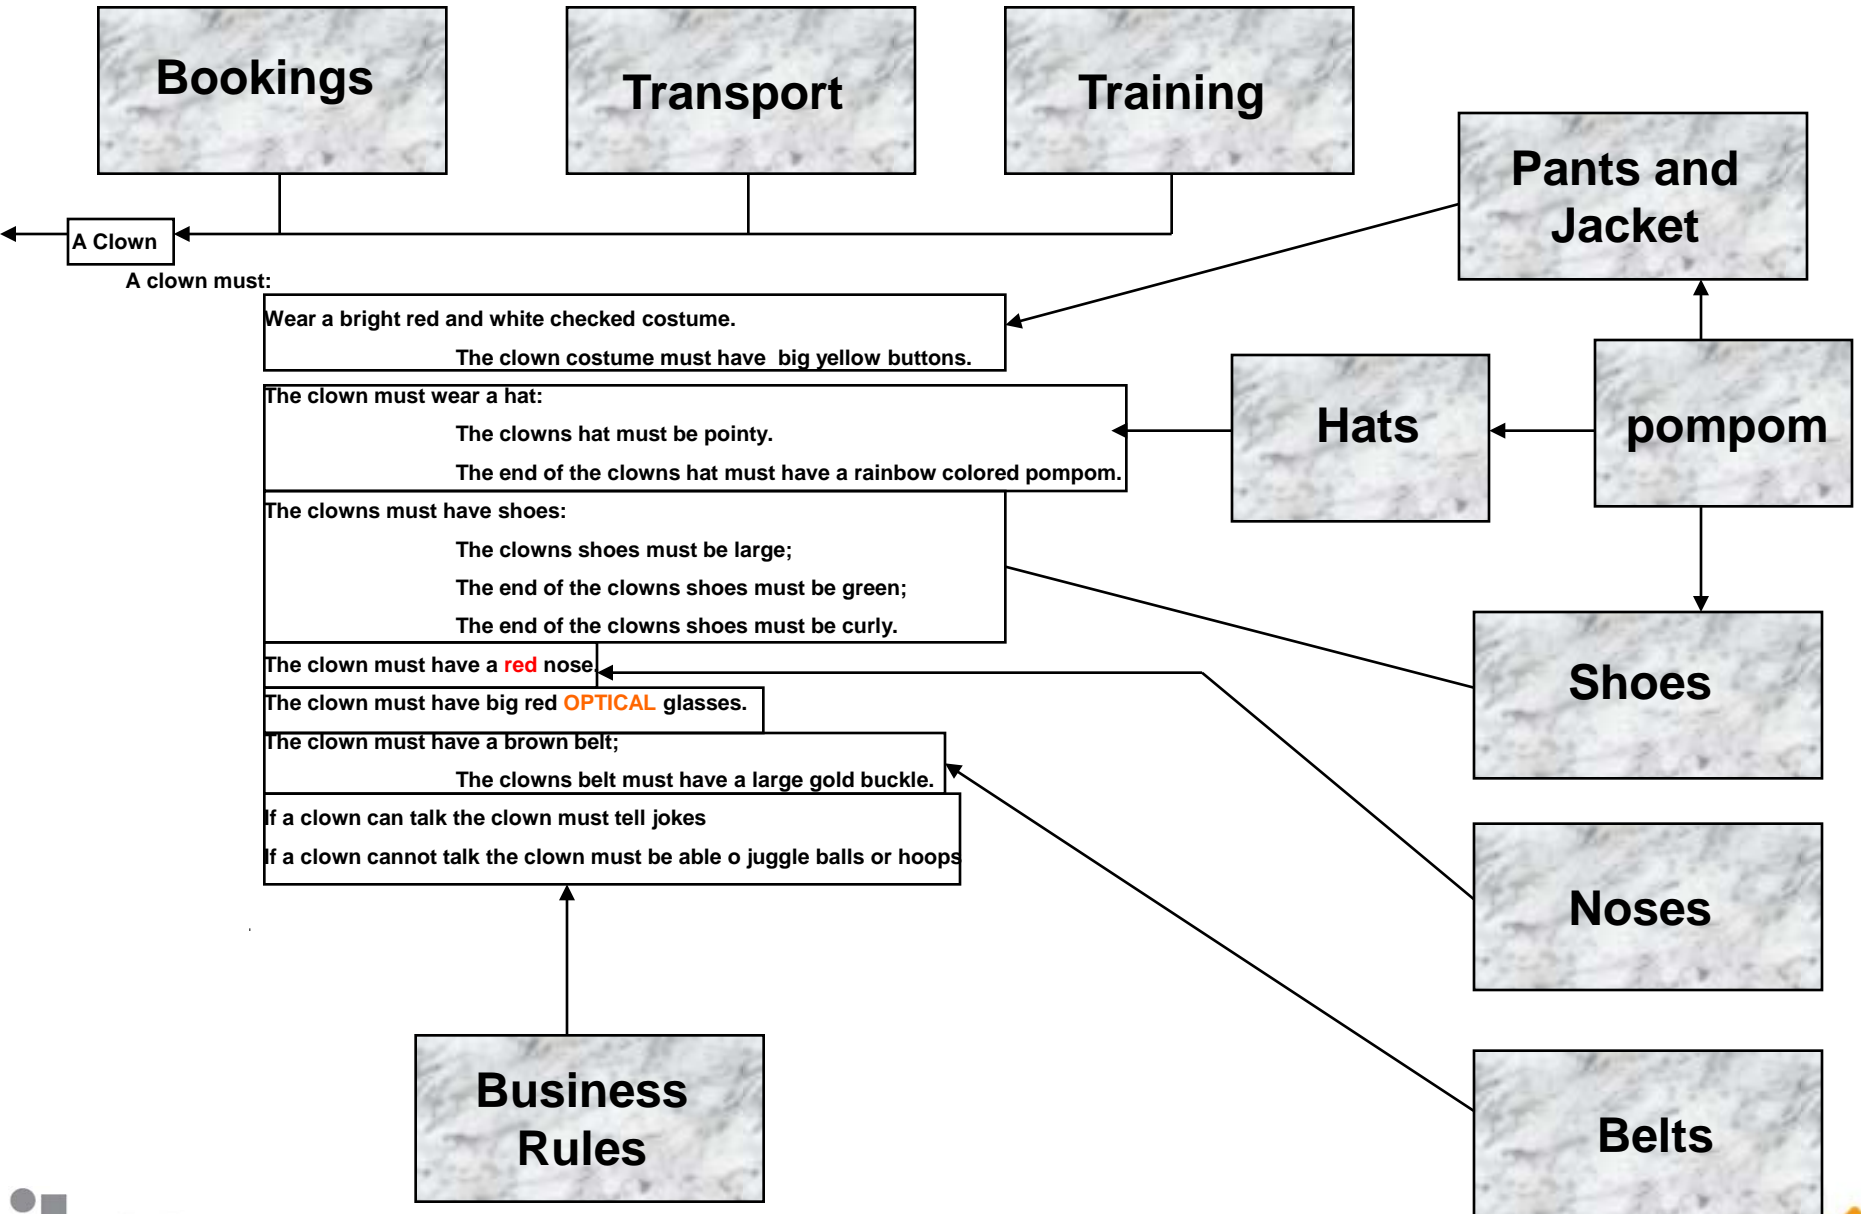 Bookings
Transport
Training
Pants and
Jacket
A Clown
A clown must:
Wear a bright red and white checked costume.
The clown costume must have big yellow buttons.
The clown must wear a hat:
The clowns hat must be pointy.
The end of the clowns hat must have a rainbow colored pompom.
Hats
pompom
The clowns must have shoes:
The clowns shoes must be large;
The end of the clowns shoes must be green;
The end of the clowns shoes must be curly.
Shoes
The clown must have a red nose.
The clown must have big red OPTICAL glasses.
The clown must have a brown belt;
The clowns belt must have a large gold buckle.
If a clown can talk the clown must tell jokes
If a clown cannot talk the clown must be able o juggle balls or hoops
Noses
Business
Rules
Belts